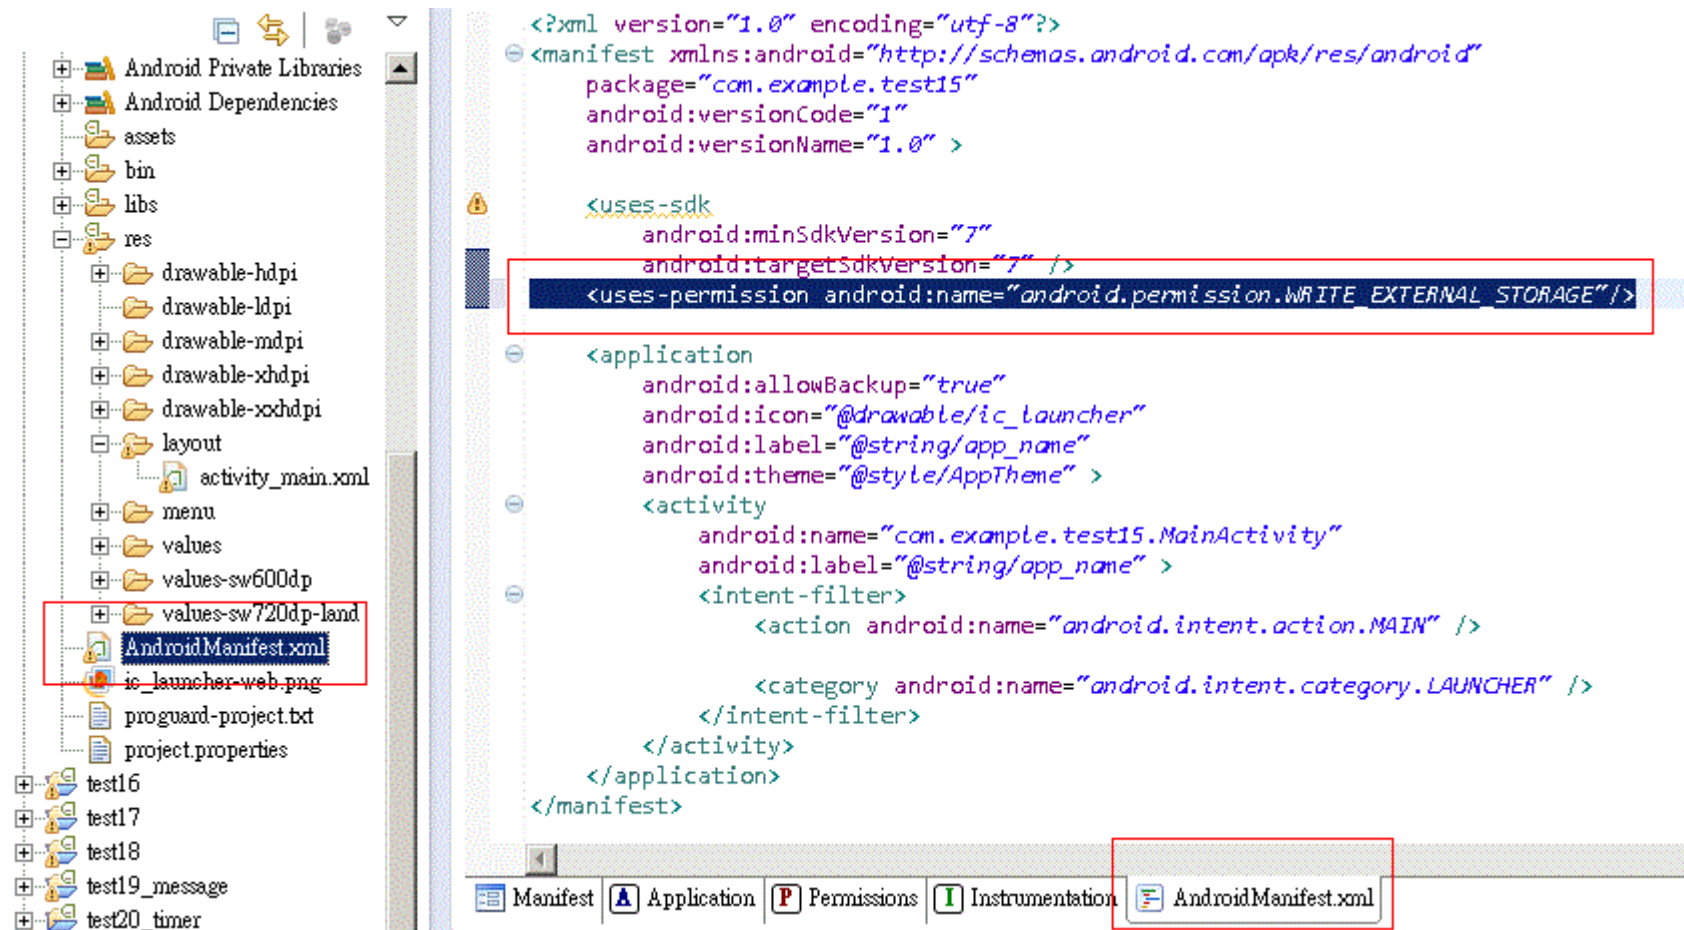 Android Private Libraries
Android Dependencies
assets
bin
libs
res
drawable-hdpi
drawable-ldpi
drawable-mdpi
drawable-xhdpi
drawable-xxhdpi
layout
activity_main.xml
menu
values
values-sw600dp
values-sw720dp-land
AndroidManifest.xml
ic_launcher-web.png
proguard-project.txt
project.properties
test16
test17
test18
test19_message
test20_timer
<?xml version="1.0" encoding="utf-8"?>
<manifest xmlns:android="http://schemas.android.com/apk/res/android"
package="com.example.test15"
android:versionCode="1"
android:versionName="1.0" >
<uses-sdk
android:minSdkVersion="7"
android:targetSdkVersion="7" />
<uses-permission android:name="android.permission.WRITE_EXTERNAL_STORAGE"/>
<application
android:allowBackup="true"
android:icon="@drawable/ic_launcher"
android:label="@string/app_name"
android:theme="@style/AppTheme" >
<activity
android:name="com.example.test15.MainActivity"
android:label="@string/app_name" >
<intent-filter>
<action android:name="android.intent.action.MAIN" />
<category android:name="android.intent.category.LAUNCHER" />
</intent-filter>
</activity>
</application>
</manifest>
Manifest A Application P Permissions I Instrumentation AndroidManifest.xml